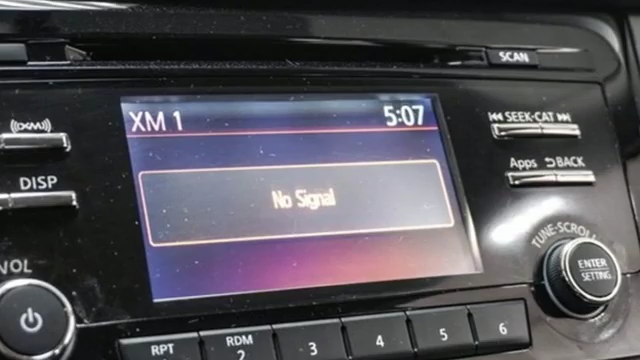 SCAN
XM 1 5:07
No Signal
((XM))
DISP
VOL
SEEK·CAT
Apps BACK
TUNE·SCROLL
ENTER
SETTING
RPT
RDM
2 3 4 5 6